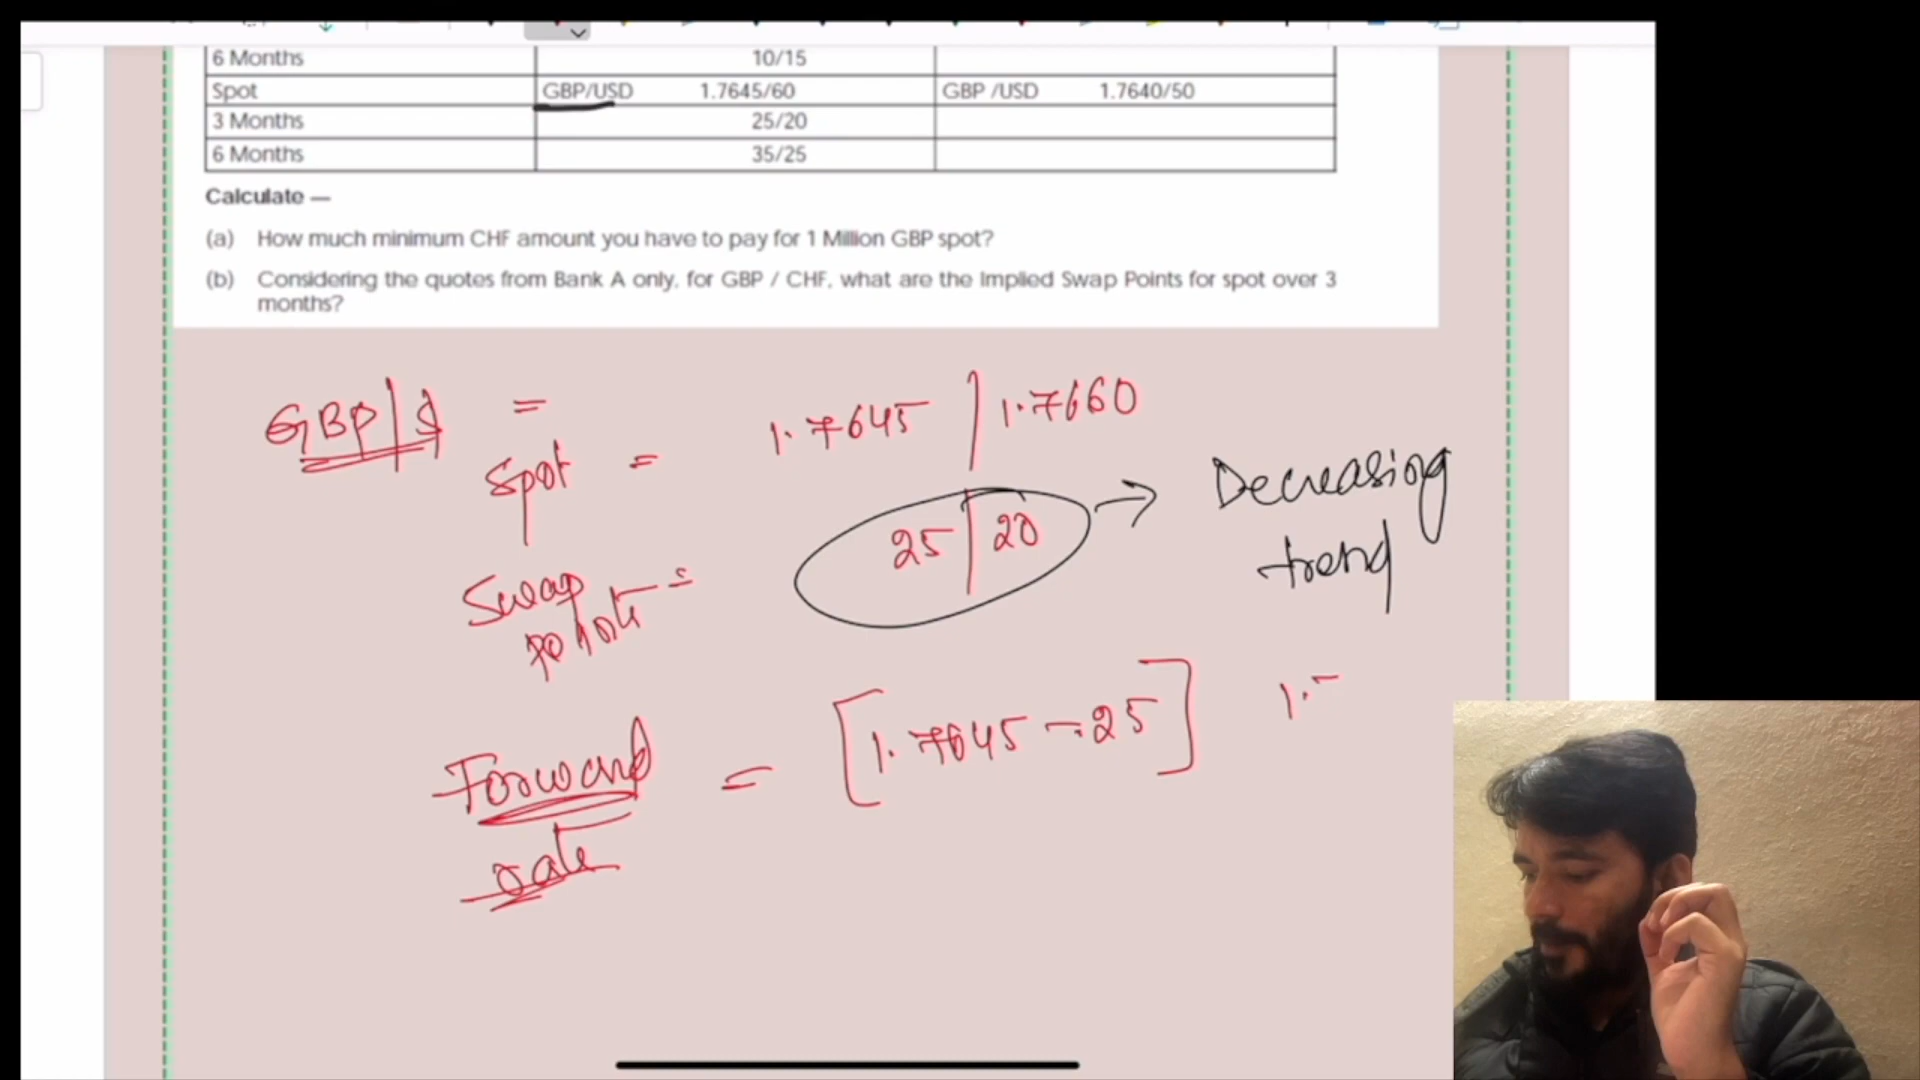 6 Months 10/15
Spot GBP/USD 1.7645/60 GBP /USD 1.7640/50
3 Months 25/20
6 Months 35/25
Calculate —
(a) How much minimum CHF amount you have to pay for 1 Million GBP spot?
(b) Considering the quotes from Bank A only, for GBP / CHF, what are the Implied Swap Points for spot over 3
months?
GBP/$ =
Spot = 1.7645 | 1.7660
Swap points = 25 | 20 → Decreasing trend
Forward rate = [1.7645 - 25] 1.